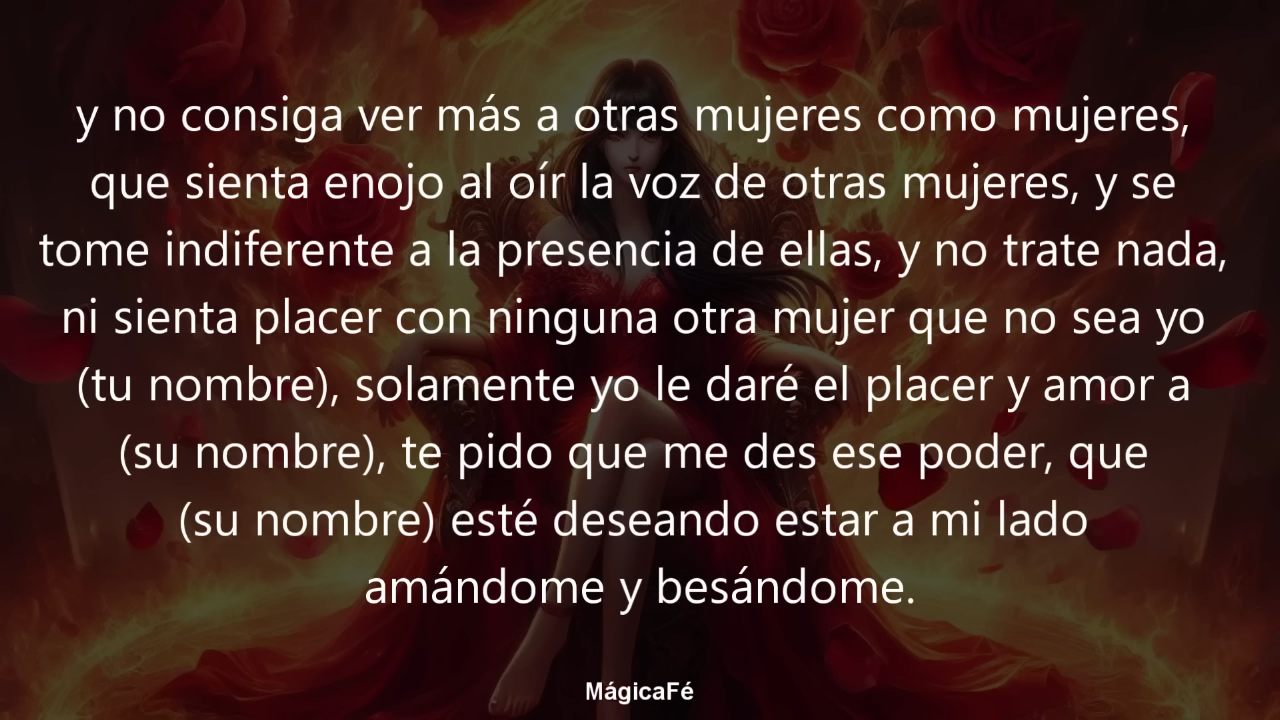 y no consiga ver más a otras mujeres como mujeres,
que sienta enojo al oír la voz de otras mujeres, y se
tome indiferente a la presencia de ellas, y no trate nada,
ni sienta placer con ninguna otra mujer que no sea yo
(tu nombre), solamente yo le daré el placer y amor a
(su nombre), te pido que me des ese poder, que
(su nombre) esté deseando estar a mi lado
amándome y besándome.
MágicaFé